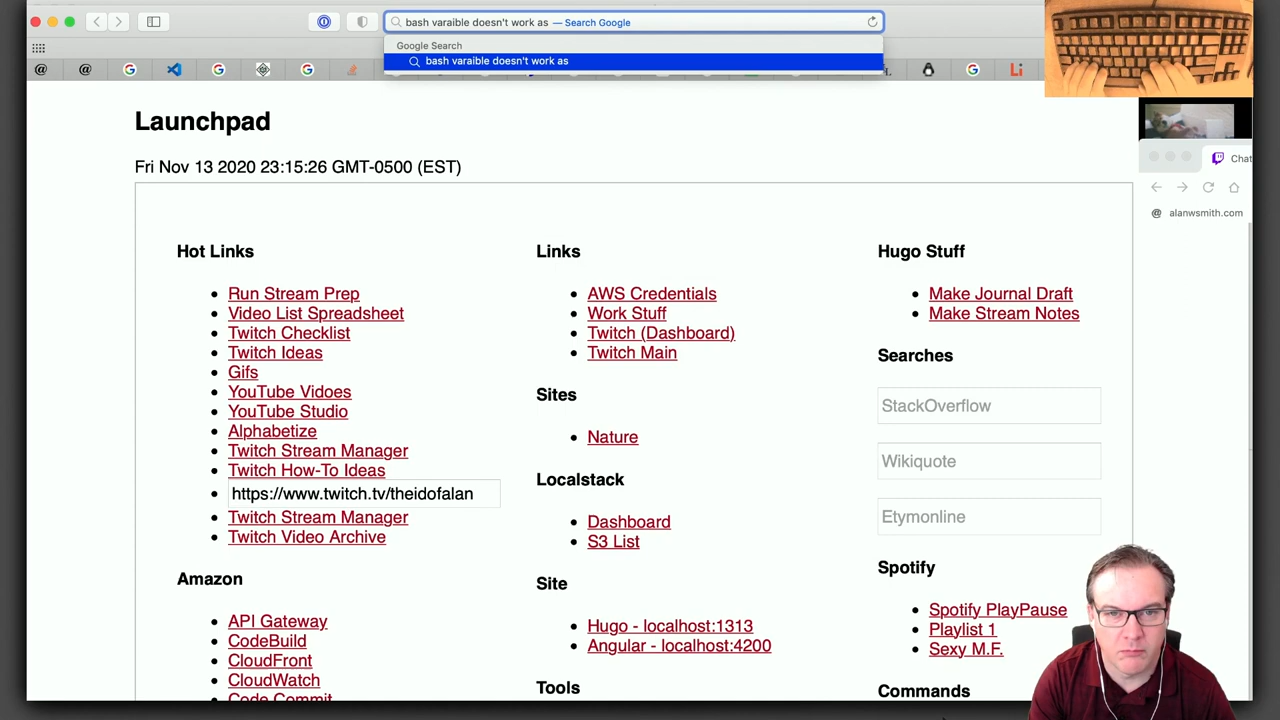 bash varaible doesn't work as — Search Google
Google Search
bash varaible doesn't work as
Launchpad
Fri Nov 13 2020 23:15:26 GMT-0500 (EST)
Hot Links
Run Stream Prep
Video List Spreadsheet
Twitch Checklist
Twitch Ideas
Gifs
YouTube Vidoes
YouTube Studio
Alphabetize
Twitch Stream Manager
Twitch How-To Ideas
https://www.twitch.tv/theidofalan
Twitch Stream Manager
Twitch Video Archive
Amazon
API Gateway
CodeBuild
CloudFront
CloudWatch
Code Commit
Links
AWS Credentials
Work Stuff
Twitch (Dashboard)
Twitch Main
Sites
Nature
Localstack
Dashboard
S3 List
Site
Hugo - localhost:1313
Angular - localhost:4200
Tools
Hugo Stuff
Make Journal Draft
Make Stream Notes
Searches
StackOverflow
Wikiquote
Etymonline
Spotify
Spotify PlayPause
Playlist 1
Sexy M.F.
Commands
Chat
alanwsmith.com